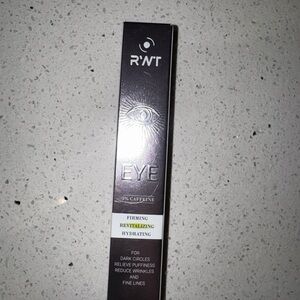 RWT
EYE
5% CAFFEINE
FIRMING
REVITALIZING
HYDRATING
FOR
DARK CIRCLES
RELIEVE PUFFINESS
REDUCE WRINKLES
AND
FINE LINES